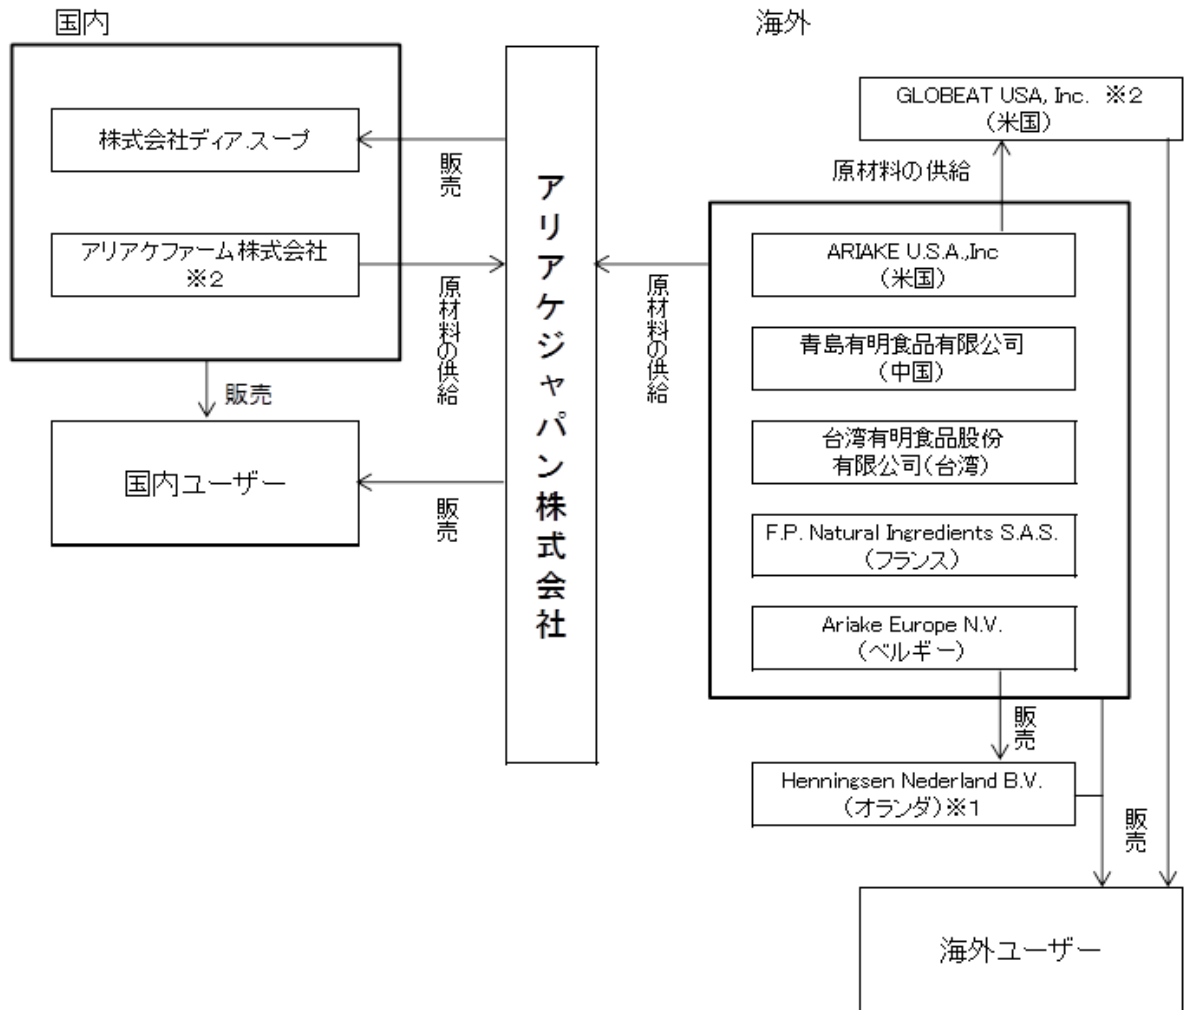 国内
海外
株式会社ディア.スープ
アリアケファーム株式会社
※2
販売
原材料の供給
販売
国内ユーザー
販売
アリアケジャパン株式会社
原材料の供給
GLOBEAT USA, Inc. ※2
(米国)
原材料の供給
ARIAKE U.S.A.,Inc
(米国)
青島有明食品有限公司
(中国)
台湾有明食品股份
有限公司(台湾)
F.P. Natural Ingredients S.A.S.
(フランス)
Ariake Europe N.V.
(ベルギー)
販売
Henningsen Nederland B.V.
(オランダ)※1
販売
海外ユーザー